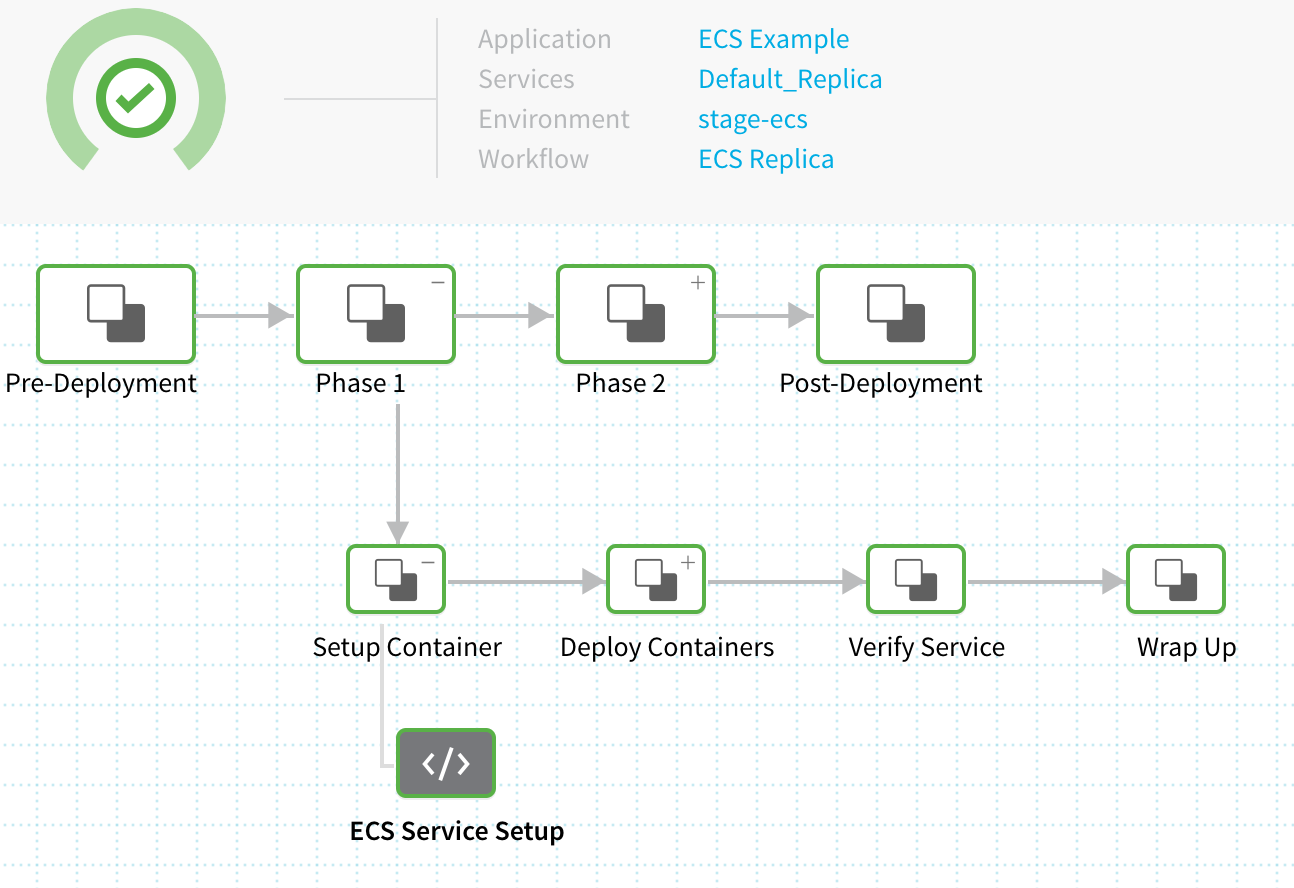 Application ECS Example
Services Default_Replica
Environment stage-ecs
Workflow ECS Replica
Pre-Deployment Phase 1 Phase 2 Post-Deployment
Setup Container Deploy Containers Verify Service Wrap Up
</>
ECS Service Setup